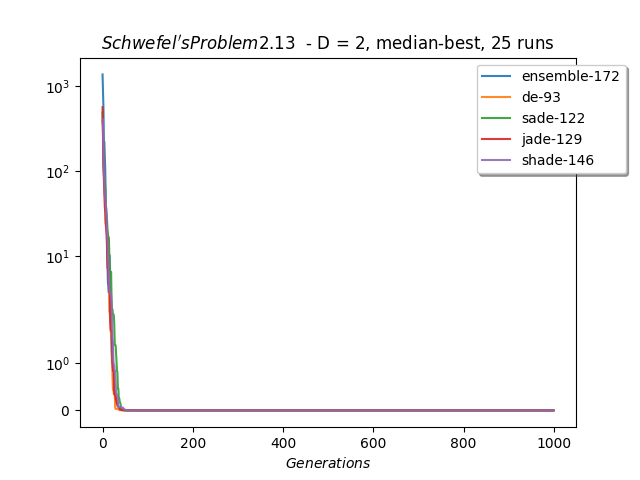 Schwefel'sProblem2.13 - D = 2, median-best, 25 runs
ensemble-172
de-93
sade-122
jade-129
shade-146
10³
10²
10¹
10⁰
0
0 200 400 600 800 1000
Generations